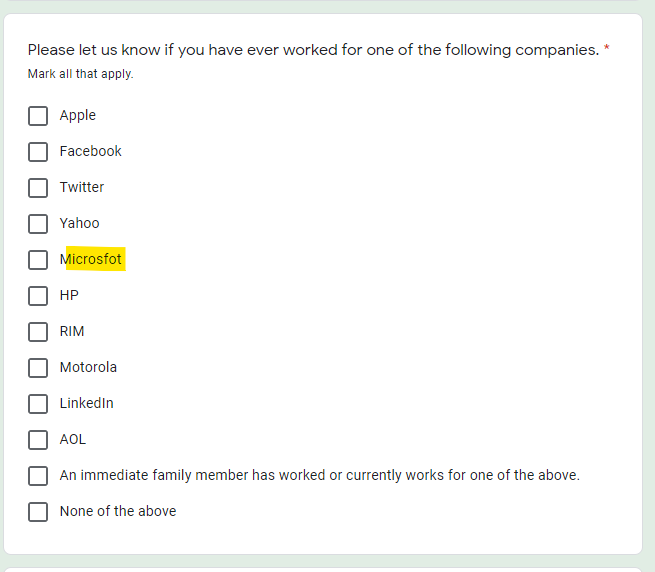 Please let us know if you have ever worked for one of the following companies. *
Mark all that apply.
Apple
Facebook
Twitter
Yahoo
Microsfot
HP
RIM
Motorola
LinkedIn
AOL
An immediate family member has worked or currently works for one of the above.
None of the above